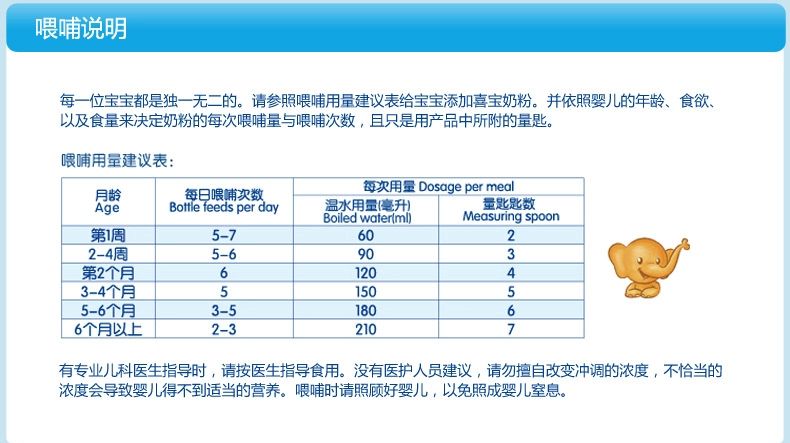 喂哺说明
每一位宝宝都是独一无二的。请参照喂哺用量建议表给宝宝添加喜宝奶粉。并依照婴儿的年龄、食欲、
以及食量来决定奶粉的每次喂哺量与喂哺次数，且只是用产品中所附的量匙。
喂哺用量建议表：
月龄 每日喂哺次数 每次用量 Dosage per meal
Age Bottle feeds per day 温水用量(毫升) 量匙匙数
Boiled water(ml) Measuring spoon
第1周 5-7 60 2
2-4周 5-6 90 3
第2个月 6 120 4
3-4个月 5 150 5
5-6个月 3-5 180 6
6个月以上 2-3 210 7
有专业儿科医生指导时，请按医生指导食用。没有医护人员建议，请勿擅自改变冲调的浓度，不恰当的
浓度会导致婴儿得不到适当的营养。喂哺时请照顾好婴儿，以免照成婴儿窒息。